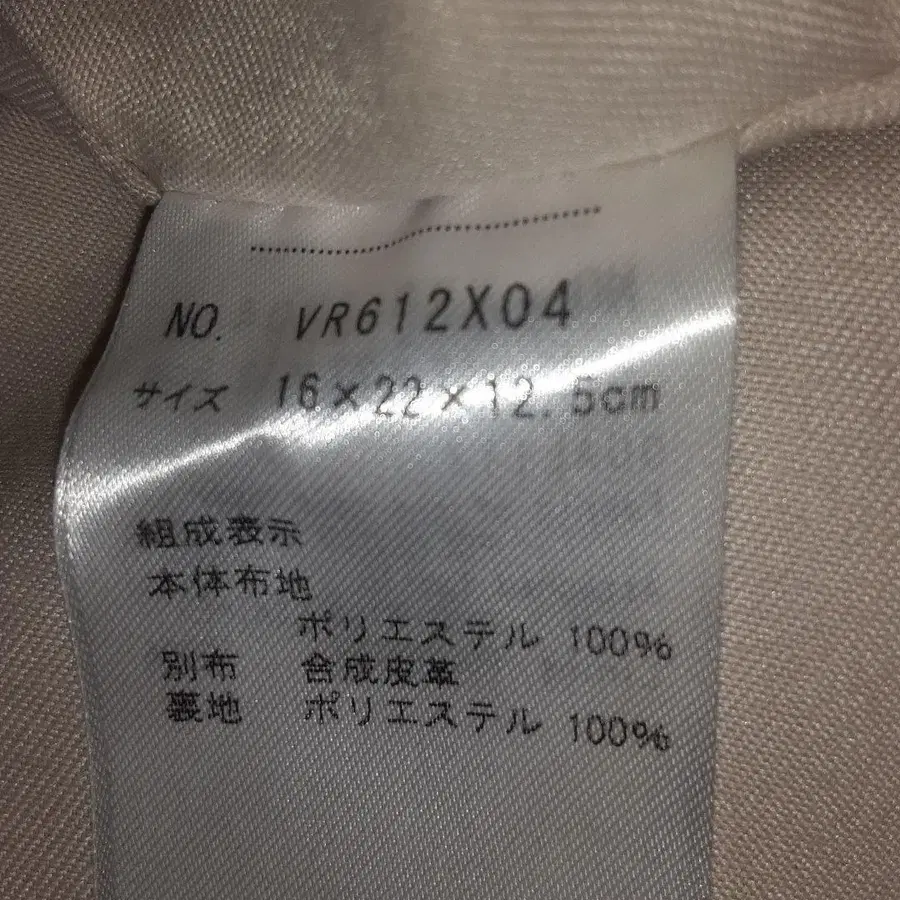 NO. VR612X04
サイズ 16×22×12.5cm
組成表示
本体布地
ポリエステル 100%
別布 合成皮革
裏地 ポリエステル 100%